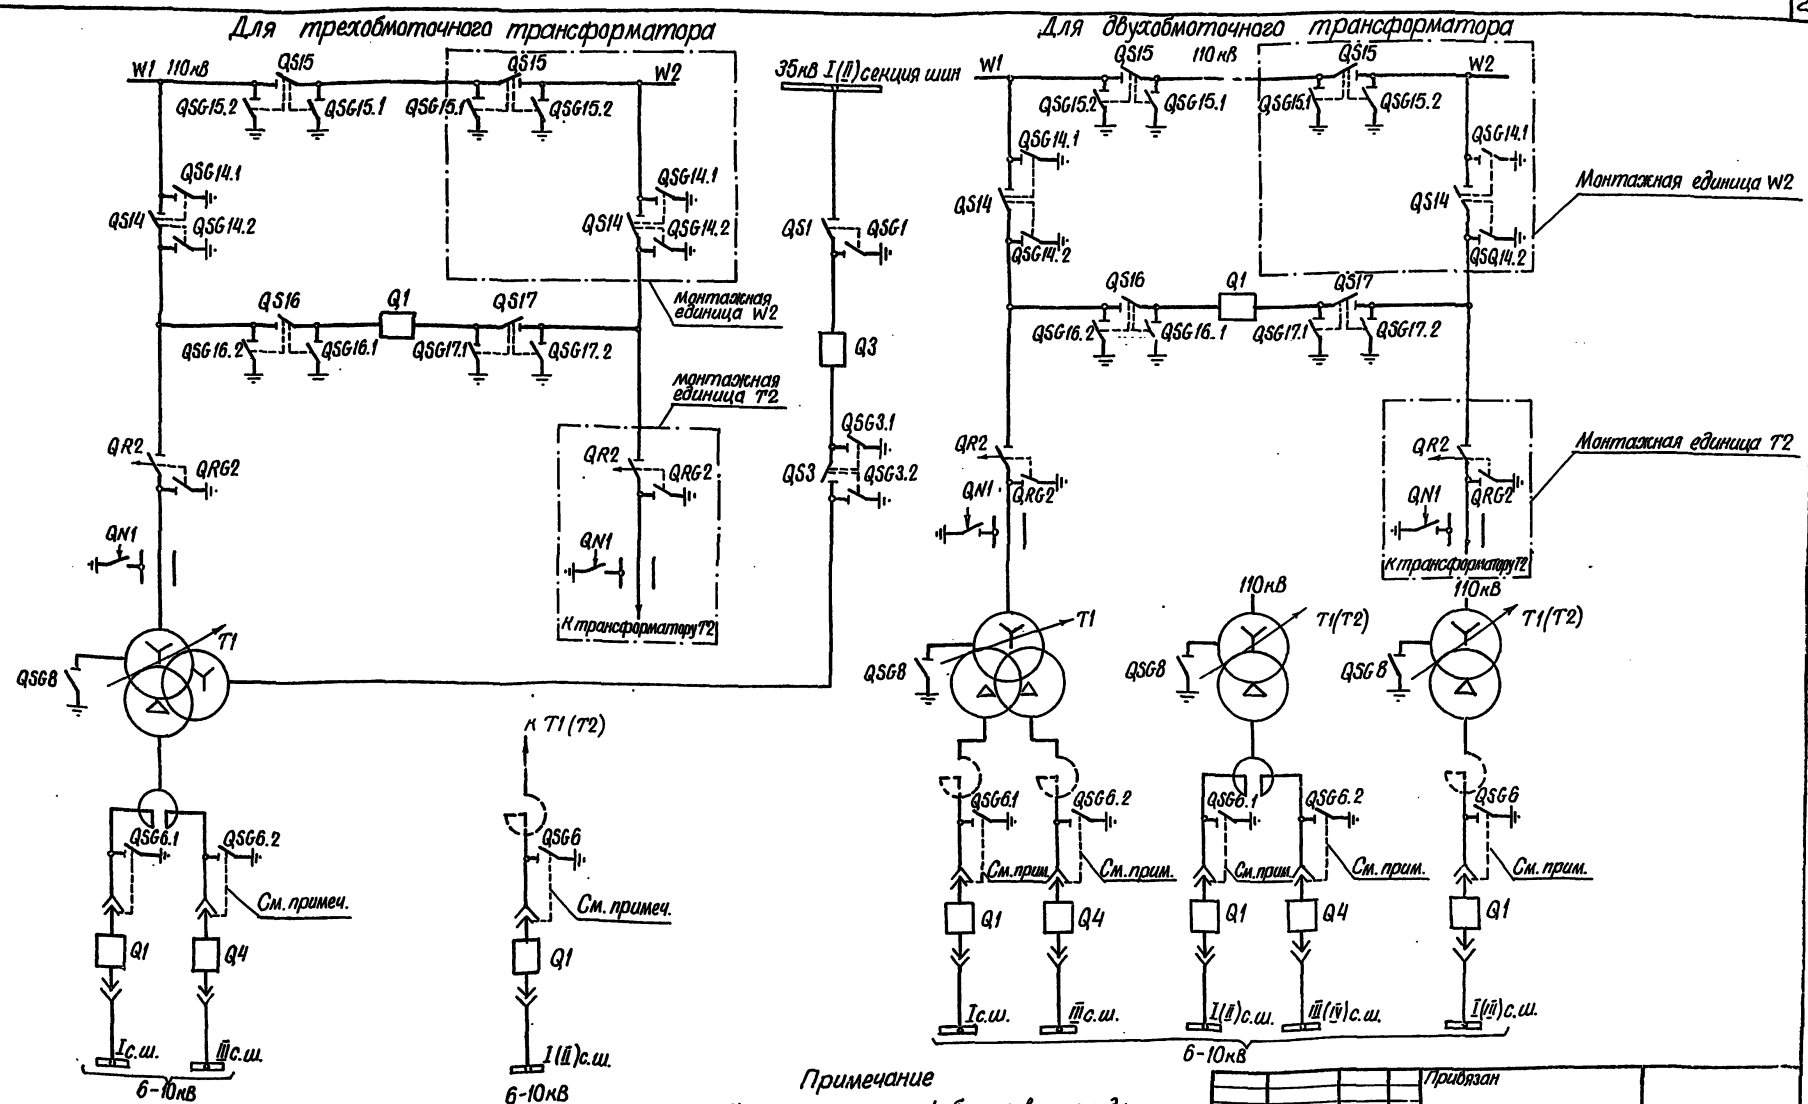 Для трехобмоточного трансформатора
W1 110кв
QS15
QS15
W2
QSG15.2
QSG15.1
QSG15.1
QSG15.2
QSG14.1
QS14
QSG14.2
QSG14.1
QS14
QSG14.2
монтажная
единица W2
QS16
Q1
QS17
QSG16.2
QSG16.1
QSG17.1
QSG17.2
монтажная
единица Т2
QR2
QRG2
QN1
QR2
QRG2
QN1
К трансформатору Т2
T1
QSG8
35кв I(II) секция шин
QS1
QSG1
Q3
QSG3.1
QS3
QSG3.2
QSG6.1
QSG6.2
См. примеч.
Q1
Q4
Iс.ш.
IIIс.ш.
6-10кв
к Т1(Т2)
QSG6
См. примеч.
Q1
I(II)с.ш.
6-10кв
Для двухобмоточного трансформатора
W1
QS15
110кв
QS15
W2
QSG15.2
QSG15.1
QSG15.1
QSG15.2
QSG14.1
QS14
QSG14.2
QSG14.1
QS14
QSQ14.2
Монтажная единица W2
QS16
Q1
QS17
QSG16.2
QSG16.1
QSG17.1
QSG17.2
QR2
QRG2
QN1
QR2
QRG2
QN1
К трансформатору Т2
Монтажная единица Т2
T1
QSG8
110кв
T1(T2)
QSG8
110кв
T1(T2)
QSG8
QSG6.1
QSG6.2
QSG6.1
QSG6.2
QSG6
См. прим.
См. прим.
См. прим.
См. прим.
См. прим.
Q1
Q4
Q1
Q4
Q1
Iс.ш.
IIIс.ш.
I(II)с.ш.
III(IV)с.ш.
I(II)с.ш.
6-10кв
Примечание
Привязан